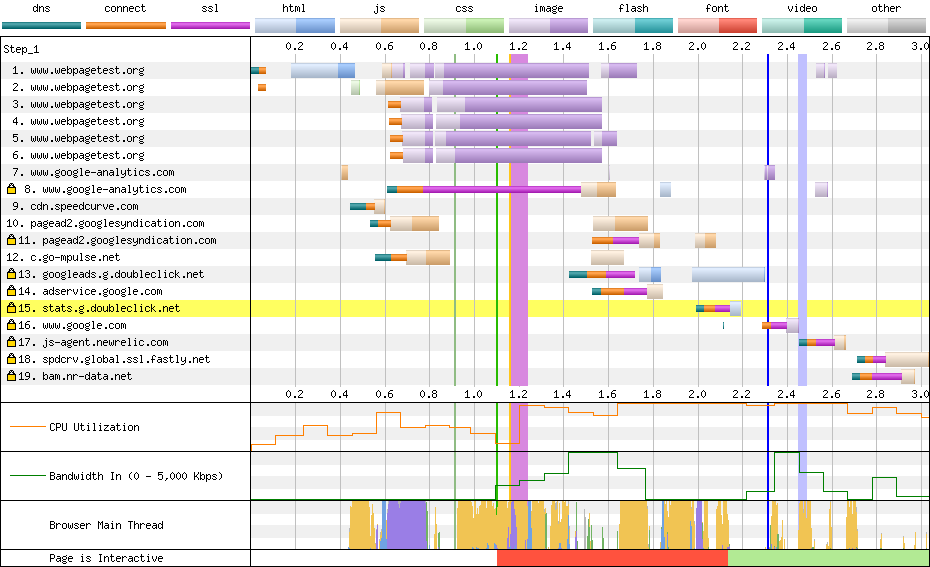 dns connect ssl html js css image flash font video other
Step_1 0.2 0.4 0.6 0.8 1.0 1.2 1.4 1.6 1.8 2.0 2.2 2.4 2.6 2.8 3.0
1. www.webpagetest.org
2. www.webpagetest.org
3. www.webpagetest.org
4. www.webpagetest.org
5. www.webpagetest.org
6. www.webpagetest.org
7. www.google-analytics.com
8. www.google-analytics.com
9. cdn.speedcurve.com
10. pagead2.googlesyndication.com
11. pagead2.googlesyndication.com
12. c.go-mpulse.net
13. googleads.g.doubleclick.net
14. adservice.google.com
15. stats.g.doubleclick.net
16. www.google.com
17. js-agent.newrelic.com
18. spdcrv.global.ssl.fastly.net
19. bam.nr-data.net
0.2 0.4 0.6 0.8 1.0 1.2 1.4 1.6 1.8 2.0 2.2 2.4 2.6 2.8 3.0
CPU Utilization
Bandwidth In (0 - 5,000 Kbps)
Browser Main Thread
Page is Interactive